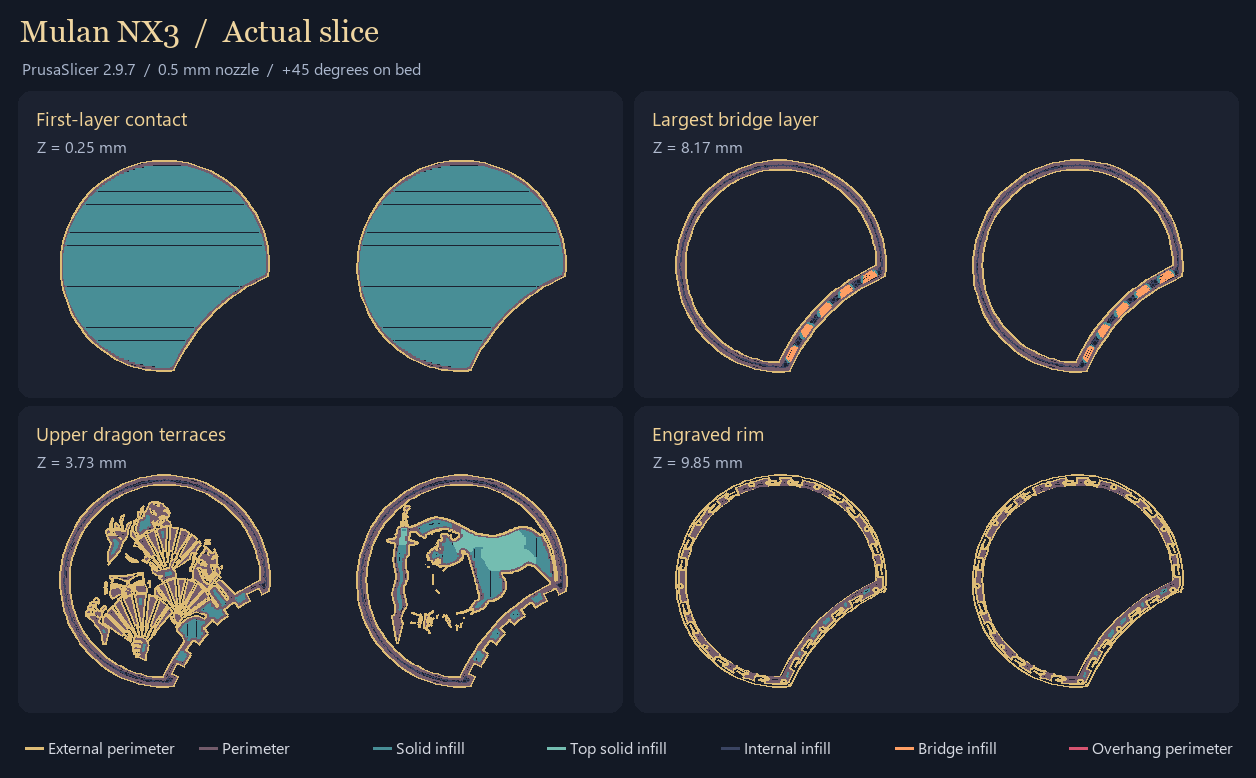 Mulan NX3 / Actual slice
PrusaSlicer 2.9.7 / 0.5 mm nozzle / +45 degrees on bed
First-layer contact
Z = 0.25 mm
Largest bridge layer
Z = 8.17 mm
Upper dragon terraces
Z = 3.73 mm
Engraved rim
Z = 9.85 mm
External perimeter
Perimeter
Solid infill
Top solid infill
Internal infill
Bridge infill
Overhang perimeter